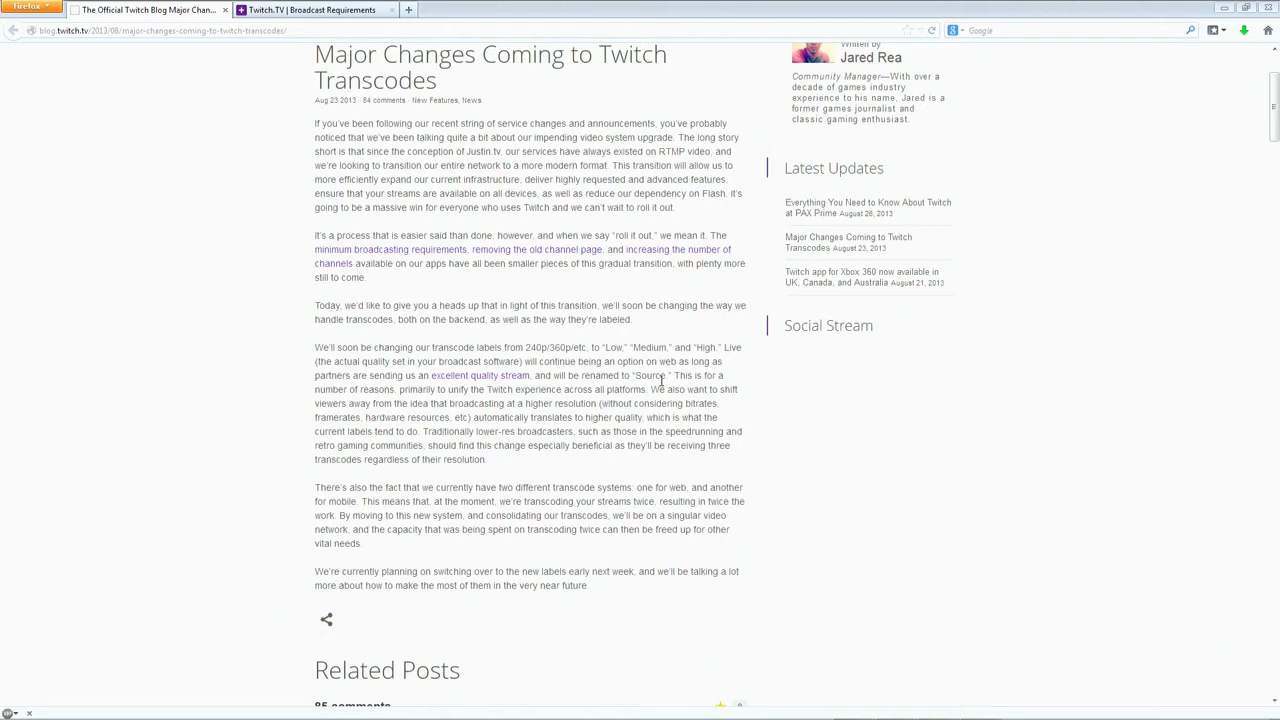 Firefox
The Official Twitch Blog Major Chan...
Twitch.TV | Broadcast Requirements
blog.twitch.tv/2013/08/major-changes-coming-to-twitch-transcodes/
Google
Major Changes Coming to Twitch
Transcodes
Aug 23 2013 · 84 comments · New Features, News
If you've been following our recent string of service changes and announcements, you've probably
noticed that we've been talking quite a bit about our impending video system upgrade. The long story
short is that since the conception of Justin.tv, our services have always existed on RTMP video, and
we're looking to transition our entire network to a more modern format. This transition will allow us to
more efficiently expand our current infrastructure, deliver highly requested and advanced features,
ensure that your streams are available on all devices, as well as reduce our dependency on Flash. It's
going to be a massive win for everyone who uses Twitch and we can't wait to roll it out.
It's a process that is easier said than done, however, and when we say “roll it out,” we mean it. The
minimum broadcasting requirements, removing the old channel page, and increasing the number of
channels available on our apps have all been smaller pieces of this gradual transition, with plenty more
still to come.
Today, we'd like to give you a heads up that in light of this transition, we'll soon be changing the way we
handle transcodes, both on the backend, as well as the way they're labeled.
We'll soon be changing our transcode labels from 240p/360p/etc, to “Low,” “Medium,” and “High.” Live
(the actual quality set in your broadcast software) will continue being an option on web as long as
partners are sending us an excellent quality stream, and will be renamed to “Source.” This is for a
number of reasons, primarily to unify the Twitch experience across all platforms. We also want to shift
viewers away from the idea that broadcasting at a higher resolution (without considering bitrates,
framerates, hardware resources, etc) automatically translates to higher quality, which is what the
current labels tend to do. Traditionally lower-res broadcasters, such as those in the speedrunning and
retro gaming communities, should find this change especially beneficial as they'll be receiving three
transcodes regardless of their resolution.
There's also the fact that we currently have two different transcode systems: one for web, and another
for mobile. This means that, at the moment, we're transcoding your streams twice, resulting in twice the
work. By moving to this new system, and consolidating our transcodes, we'll be on a singular video
network, and the capacity that was being spent on transcoding twice can then be freed up for other
vital needs.
We're currently planning on switching over to the new labels early next week, and we'll be talking a lot
more about how to make the most of them in the very near future.
Related Posts
85 comments
Written by
Jared Rea
Community Manager—With over a
decade of games industry
experience to his name, Jared is a
former games journalist and
classic gaming enthusiast.
Latest Updates
Everything You Need to Know About Twitch
at PAX Prime August 26, 2013
Major Changes Coming to Twitch
Transcodes August 23, 2013
Twitch app for Xbox 360 now available in
UK, Canada, and Australia August 21, 2013
Social Stream